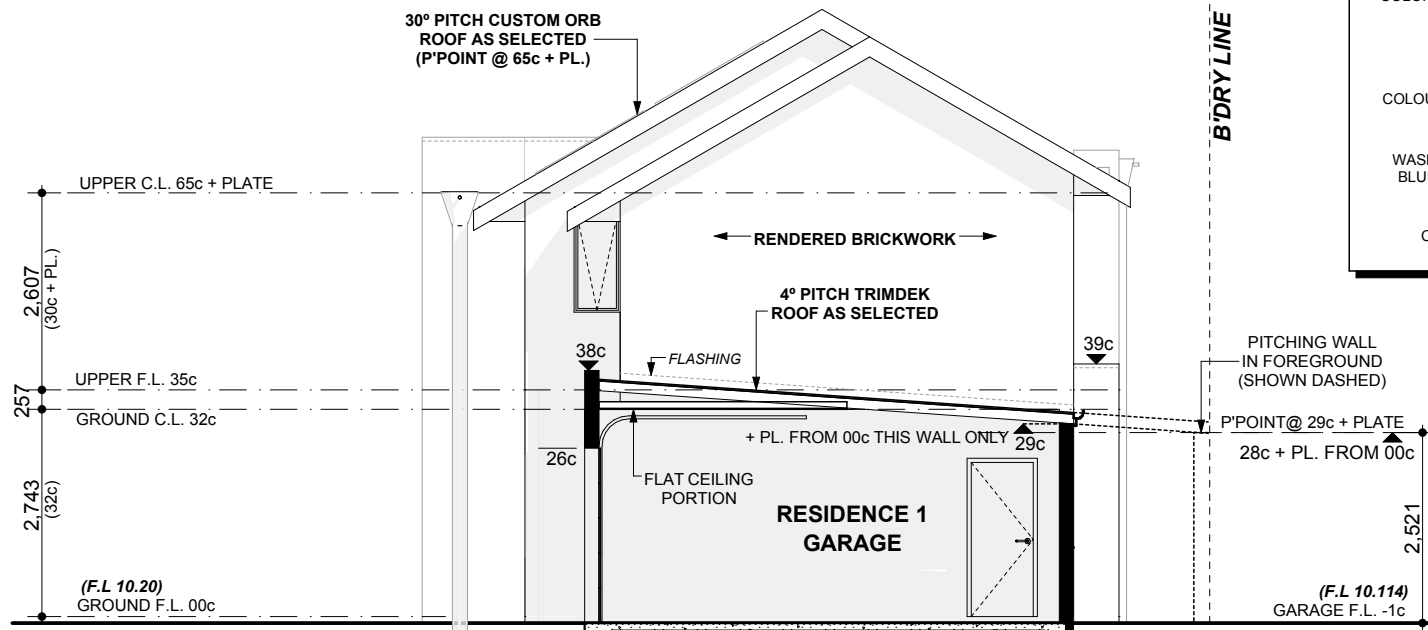 30º PITCH CUSTOM ORB
ROOF AS SELECTED
(P'POINT @ 65c + PL.)
B'DRY LINE
COLOU
WASH
BLU
UPPER C.L. 65c + PLATE
2,607
(30c + PL.)
RENDERED BRICKWORK
4º PITCH TRIMDEK
ROOF AS SELECTED
38c
FLASHING
39c
PITCHING WALL
IN FOREGROUND
(SHOWN DASHED)
UPPER F.L. 35c
257
GROUND C.L. 32c
P'POINT@ 29c + PLATE
+ PL. FROM 00c THIS WALL ONLY
29c
28c + PL. FROM 00c
26c
FLAT CEILING
PORTION
2,743
(32c)
RESIDENCE 1
GARAGE
2,521
(F.L 10.20)
GROUND F.L. 00c
(F.L 10.114)
GARAGE F.L. -1c